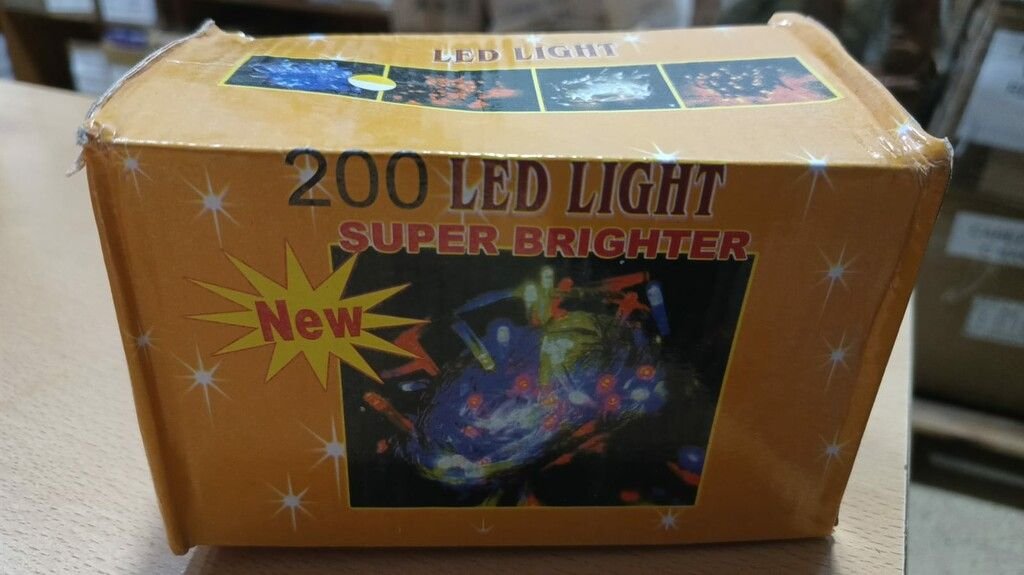 LED LIGHT
200 LED LIGHT
SUPER BRIGHTER
New